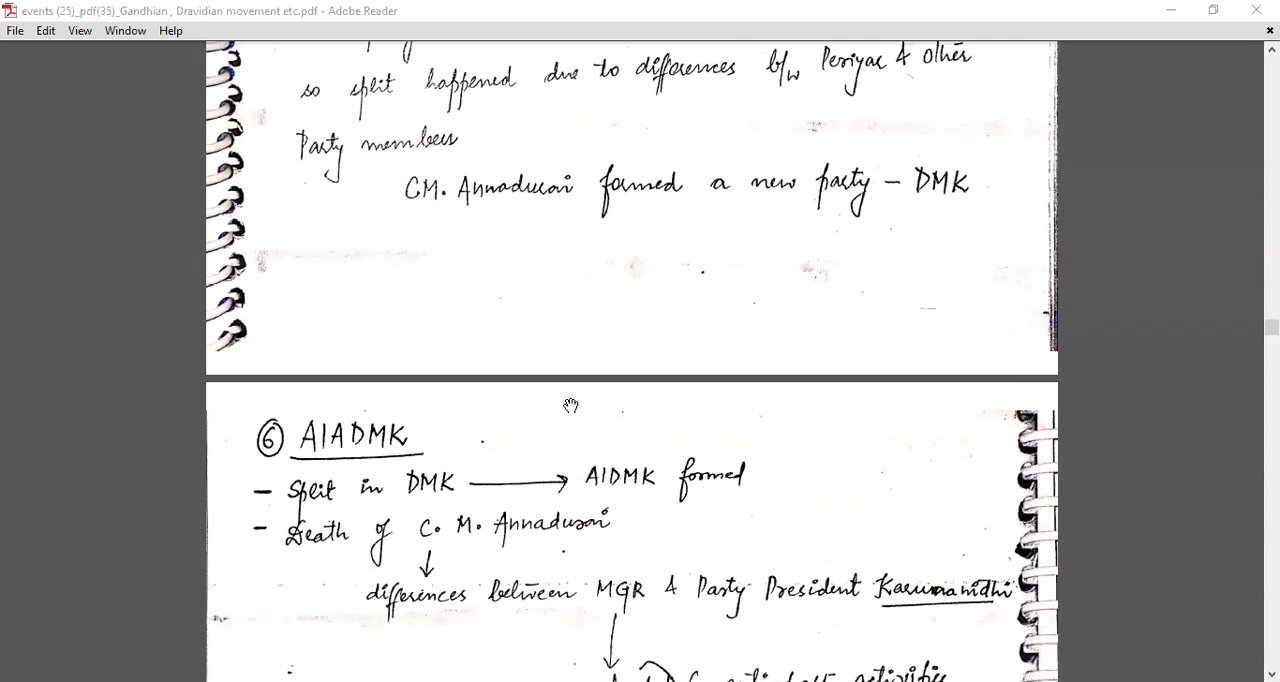 events (25)_pdf(35)_Gandhian , Dravidian movement etc.pdf - Adobe Reader
File Edit View Window Help
so split happened due to differences b/w Periyar & other
Party members
CM. Annadurai formed a new party - DMK
⑥ AIADMK
- Split in DMK → AIDMK formed
- Death of C. M. Annadurai
↓
differences between MGR & Party President Karunanidhi
↓
activities